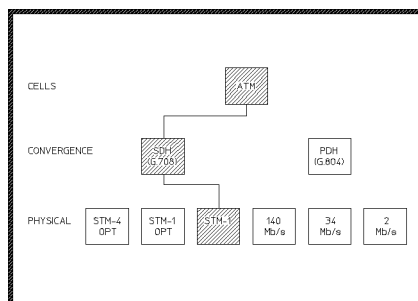 CELLS
ATM
CONVERGENCE
SDH
(G.708)
PDH
(G.804)
PHYSICAL
STM-4
OPT
STM-1
OPT
STM-1
140
Mb/s
34
Mb/s
2
Mb/s